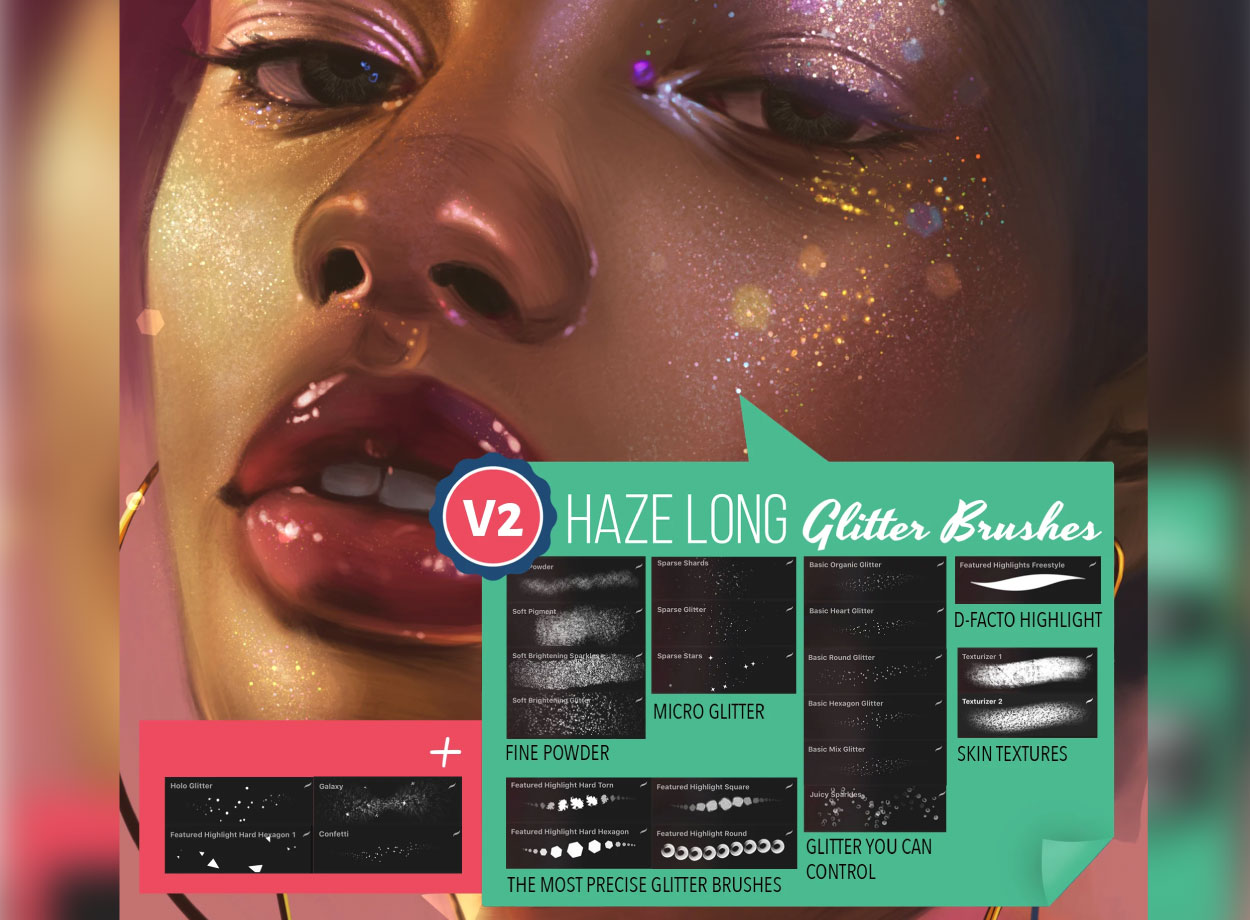 V2
HAZE LONG Glitter Brushes
Powder
Soft Pigment
Soft Brightening Sparkles
Soft Brightening Glitter
FINE POWDER
Sparse Shards
Sparse Glitter
Sparse Stars
MICRO GLITTER
Basic Organic Glitter
Basic Heart Glitter
Basic Round Glitter
Basic Hexagon Glitter
Basic Mix Glitter
Juicy Sparkles
GLITTER YOU CAN
CONTROL
Featured Highlights Freestyle
D-FACTO HIGHLIGHT
Texturizer 1
Texturizer 2
SKIN TEXTURES
Featured Highlight Hard Torn
Featured Highlight Square
Featured Highlight Hard Hexagon
Featured Highlight Round
THE MOST PRECISE GLITTER BRUSHES
+
Holo Glitter
Galaxy
Featured Highlight Hard Hexagon 1
Confetti